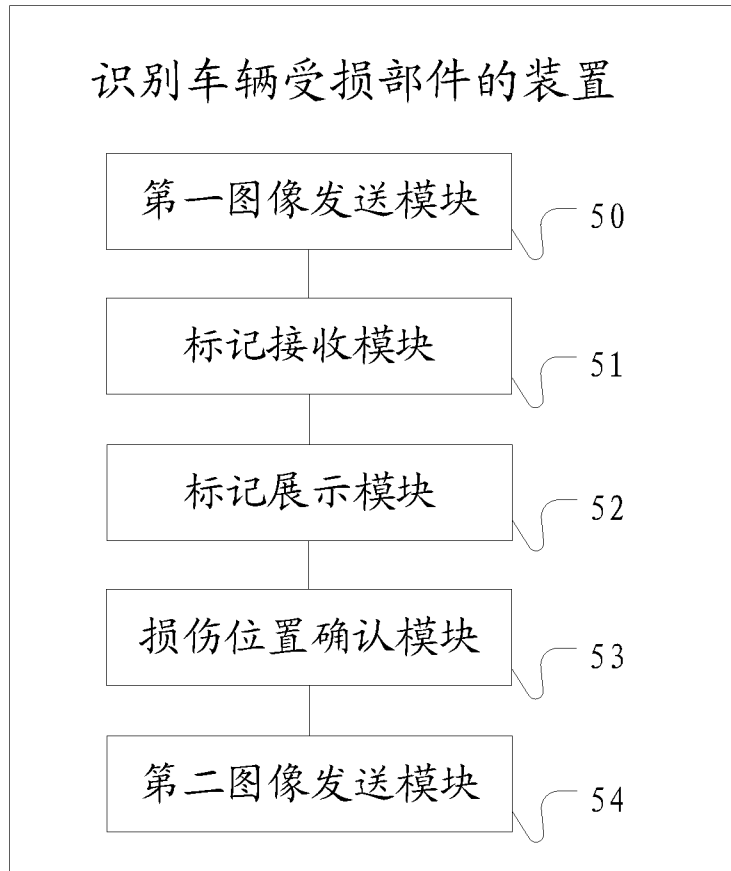 识别车辆受损部件的装置
第一图像发送模块
50
标记接收模块
51
标记展示模块
52
损伤位置确认模块
53
第二图像发送模块
54